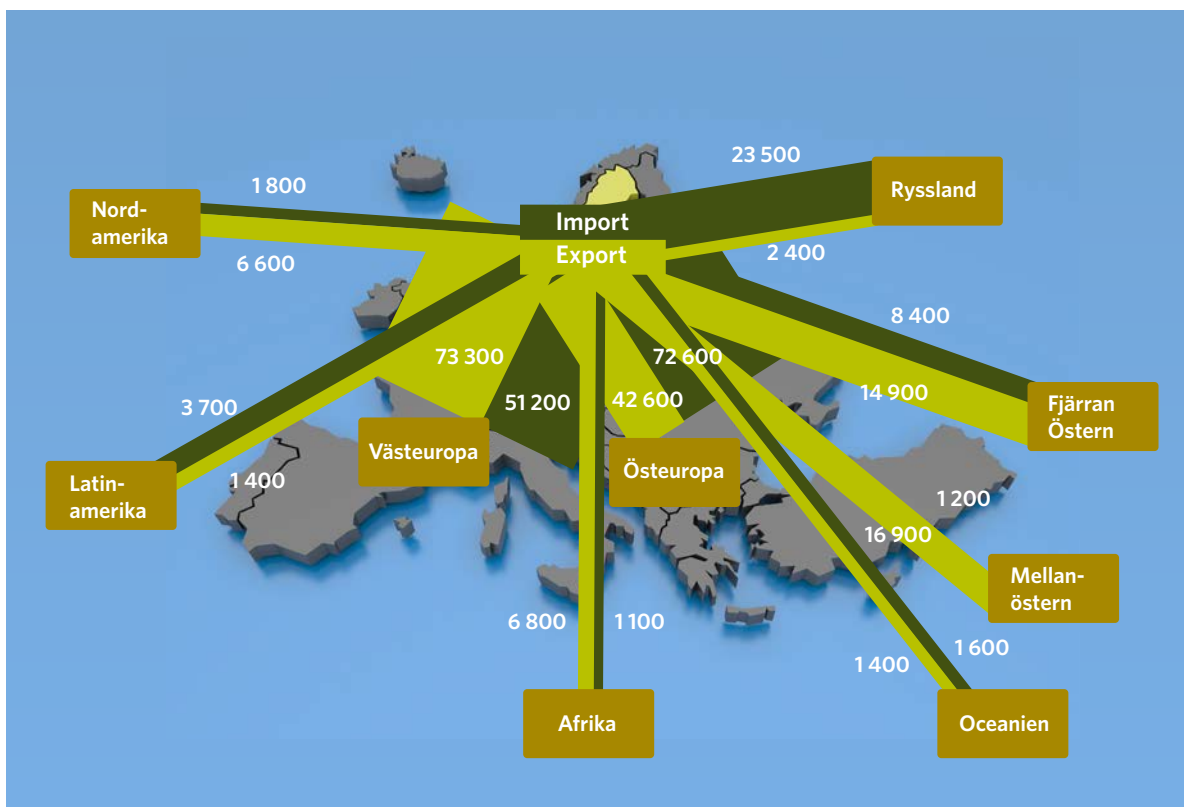 23 500
1 800
Ryssland
Nord-
amerika
Import
Export
2 400
6 600
8 400
73 300
72 600
14 900
3 700
51 200
42 600
Fjärran
Östern
Västeuropa
Östeuropa
1 400
Latin-
amerika
1 200
16 900
Mellan-
östern
6 800
1 100
1 600
1 400
Afrika
Oceanien